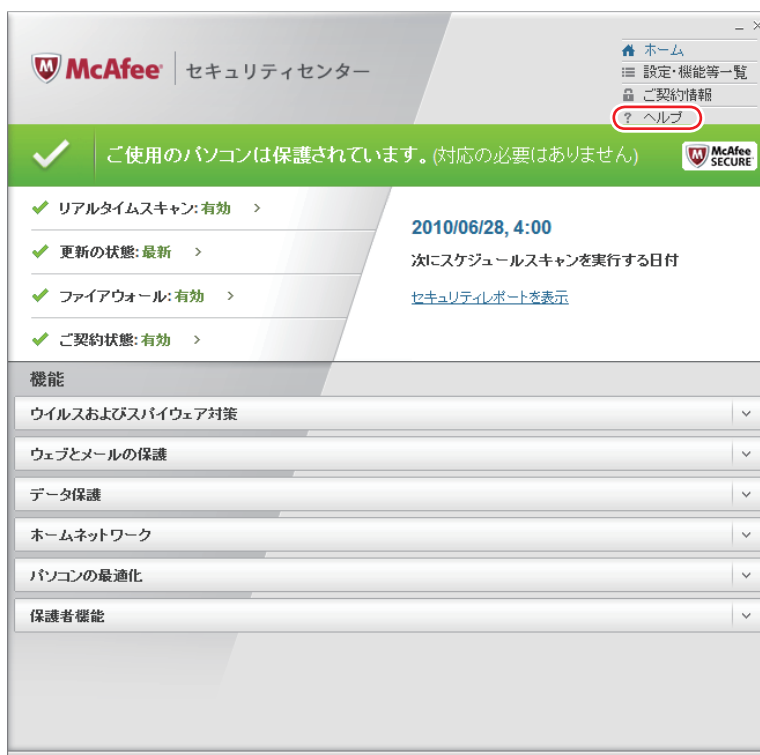 McAfee セキュリティセンター
ホーム
設定・機能等一覧
ご契約情報
? ヘルプ
ご使用のパソコンは保護されています。(対応の必要はありません)
McAfee SECURE
リアルタイムスキャン:有効 >
更新の状態:最新 >
ファイアウォール:有効 >
ご契約状態:有効 >
2010/06/28, 4:00
次にスケジュールスキャンを実行する日付
セキュリティレポートを表示
機能
ウイルスおよびスパイウェア対策
ウェブとメールの保護
データ保護
ホームネットワーク
パソコンの最適化
保護者機能